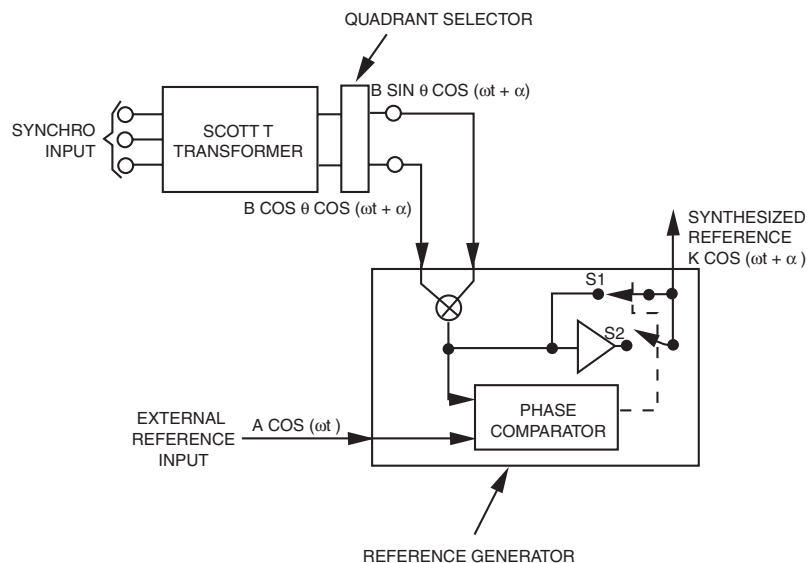 QUADRANT SELECTOR
B SIN θ COS (ωt + α)
SYNCHRO
INPUT
SCOTT T
TRANSFORMER
B COS θ COS (ωt + α)
SYNTHESIZED
REFERENCE
K COS (ωt + α )
S1
S2
EXTERNAL
REFERENCE
INPUT
A COS (ωt )
PHASE
COMPARATOR
REFERENCE GENERATOR